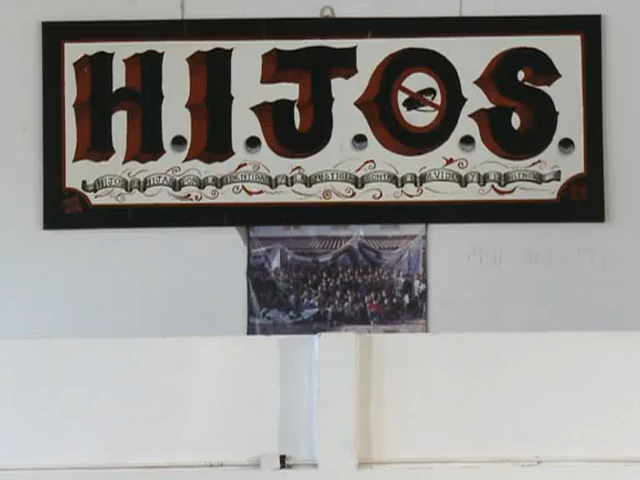 H.I.J.O.S.
HIJOS E HIJAS POR LA IDENTIDAD Y LA JUSTICIA CONTRA EL OLVIDO Y EL SILENCIO